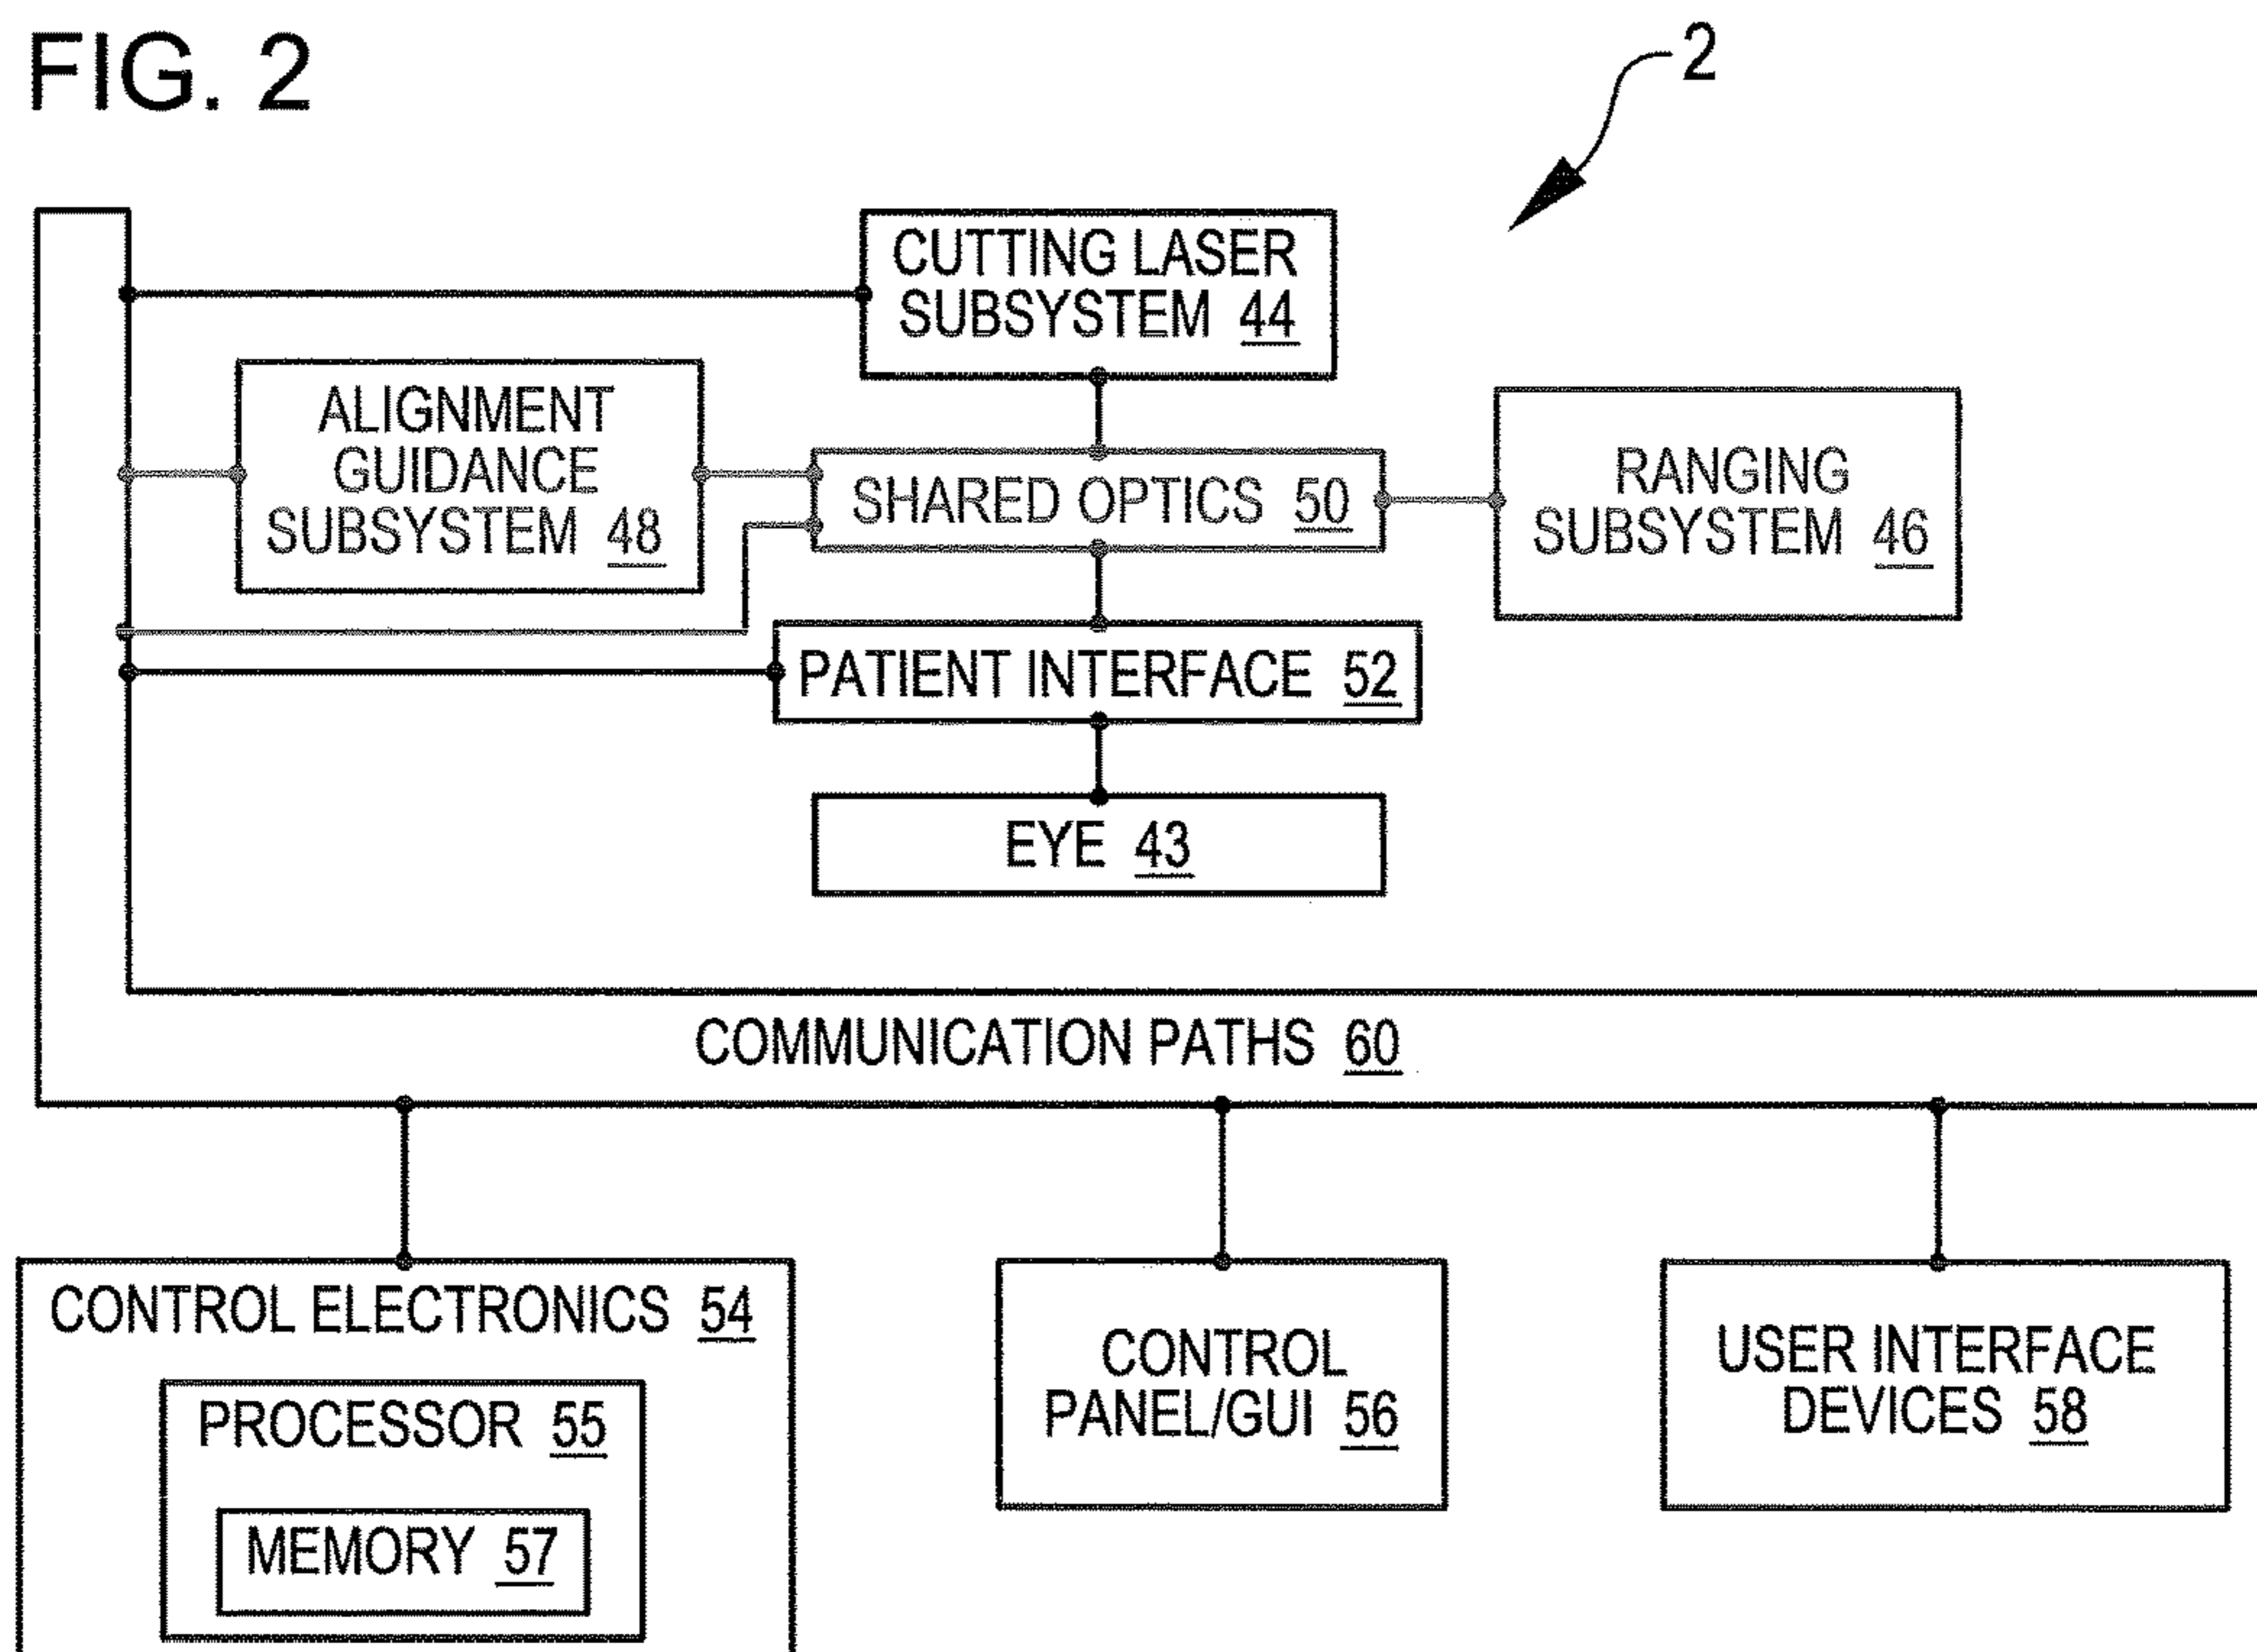 FIG. 2
2
CUTTING LASER
SUBSYSTEM 44
ALIGNMENT
GUIDANCE
SUBSYSTEM 48
SHARED OPTICS 50
RANGING
SUBSYSTEM 46
PATIENT INTERFACE 52
EYE 43
COMMUNICATION PATHS 60
CONTROL ELECTRONICS 54
PROCESSOR 55
MEMORY 57
CONTROL
PANEL/GUI 56
USER INTERFACE
DEVICES 58